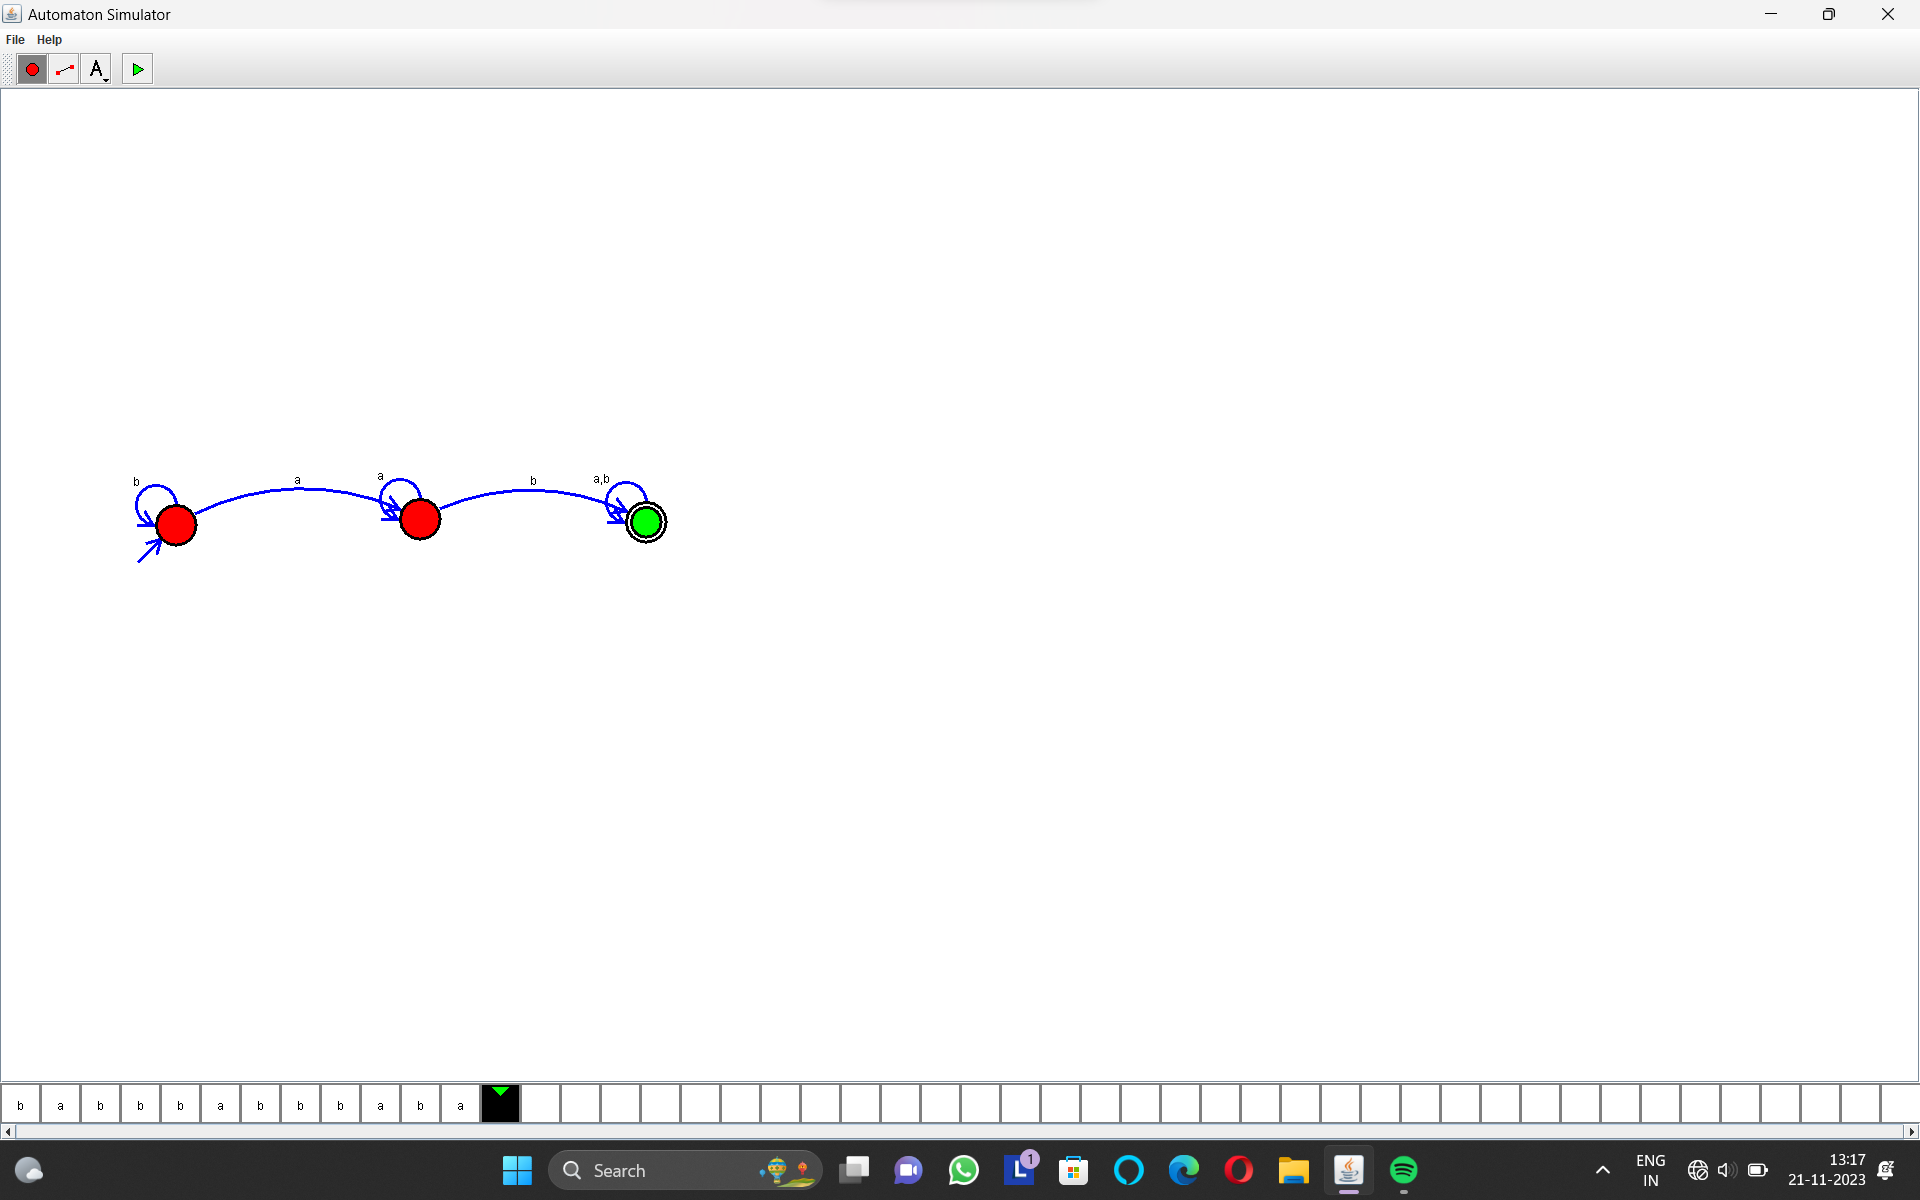 Automaton Simulator
File Help
A
b a a b a,b
b a b b b a b b b a b a
Search
L 1
ENG
IN
13:17
21-11-2023